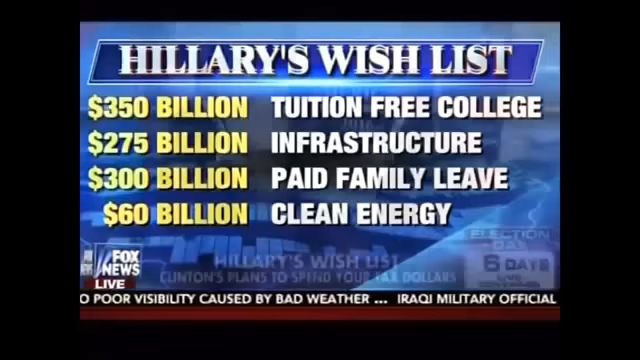 HILLARY'S WISH LIST
$350 BILLION TUITION FREE COLLEGE
$275 BILLION INFRASTRUCTURE
$300 BILLION PAID FAMILY LEAVE
$60 BILLION CLEAN ENERGY
ELECTION
DAY
6 DAYS
HILLARY'S WISH LIST
CLINTON'S PLANS TO SPEND YOUR TAX DOLLARS
FOX
NEWS
LIVE
O POOR VISIBILITY CAUSED BY BAD WEATHER ... IRAQI MILITARY OFFICIAL